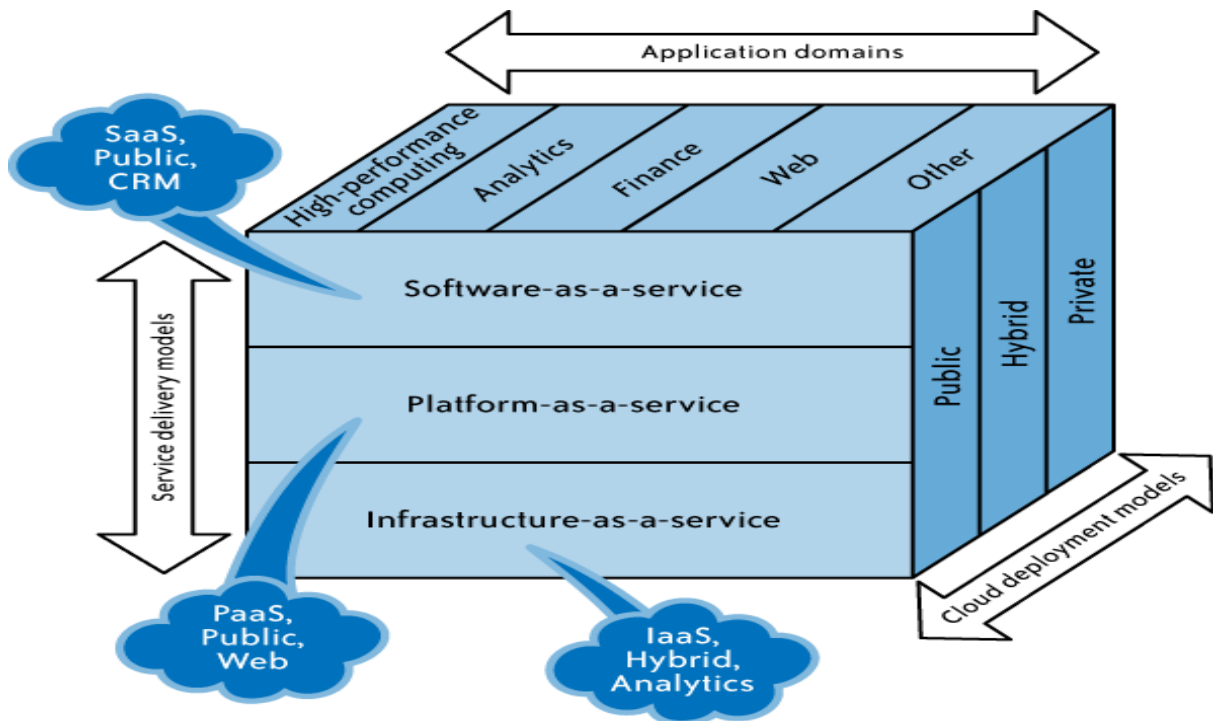 Application domains
SaaS,
Public,
CRM
High-performance
computing
Analytics
Finance
Web
Other
Service delivery models
Software-as-a-service
Platform-as-a-service
Infrastructure-as-a-service
Public
Hybrid
Private
Cloud deployment models
PaaS,
Public,
Web
IaaS,
Hybrid,
Analytics